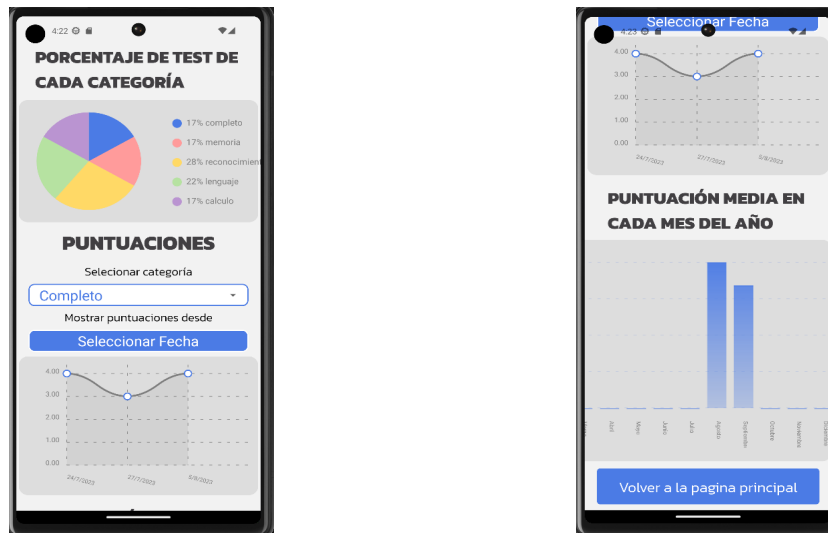 4:22
PORCENTAJE DE TEST DE
CADA CATEGORÍA
17% completo
17% memoria
28% reconocimien
22% lenguaje
17% calculo
PUNTUACIONES
Selecionar categoría
Completo
Mostrar puntuaciones desde
Seleccionar Fecha
4.00
3.00
2.00
1.00
0.00
24/7/2023
27/7/2023
5/8/2023
Seleccionar Fecha
4:23
4.00
3.00
2.00
1.00
0.00
24/7/2023
27/7/2023
5/8/2023
PUNTUACIÓN MEDIA EN
CADA MES DEL AÑO
Abril
Mayo
Junio
Julio
Agosto
Septiembre
Octubre
Noviembre
Diciembre
Volver a la pagina principal